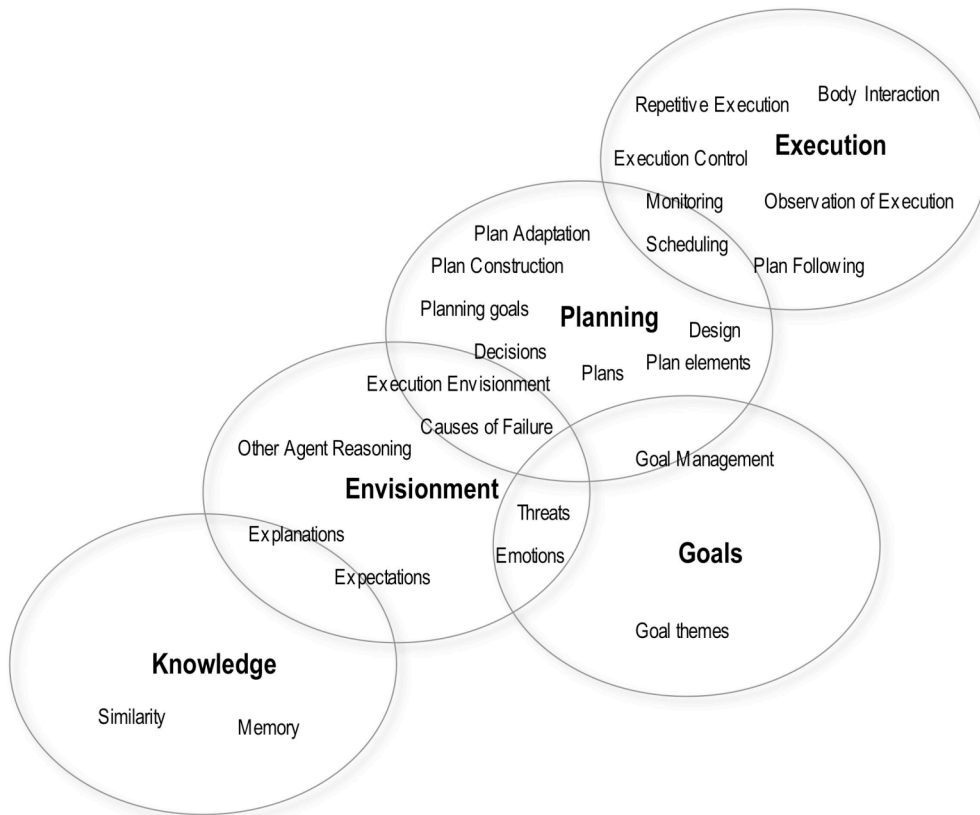 Repetitive Execution
Body Interaction
Execution
Execution Control
Monitoring
Observation of Execution
Scheduling
Plan Following
Plan Adaptation
Plan Construction
Planning goals
Planning
Design
Decisions
Plans
Plan elements
Execution Envisionment
Causes of Failure
Other Agent Reasoning
Goal Management
Envisionment
Threats
Explanations
Emotions
Goals
Expectations
Goal themes
Knowledge
Similarity
Memory